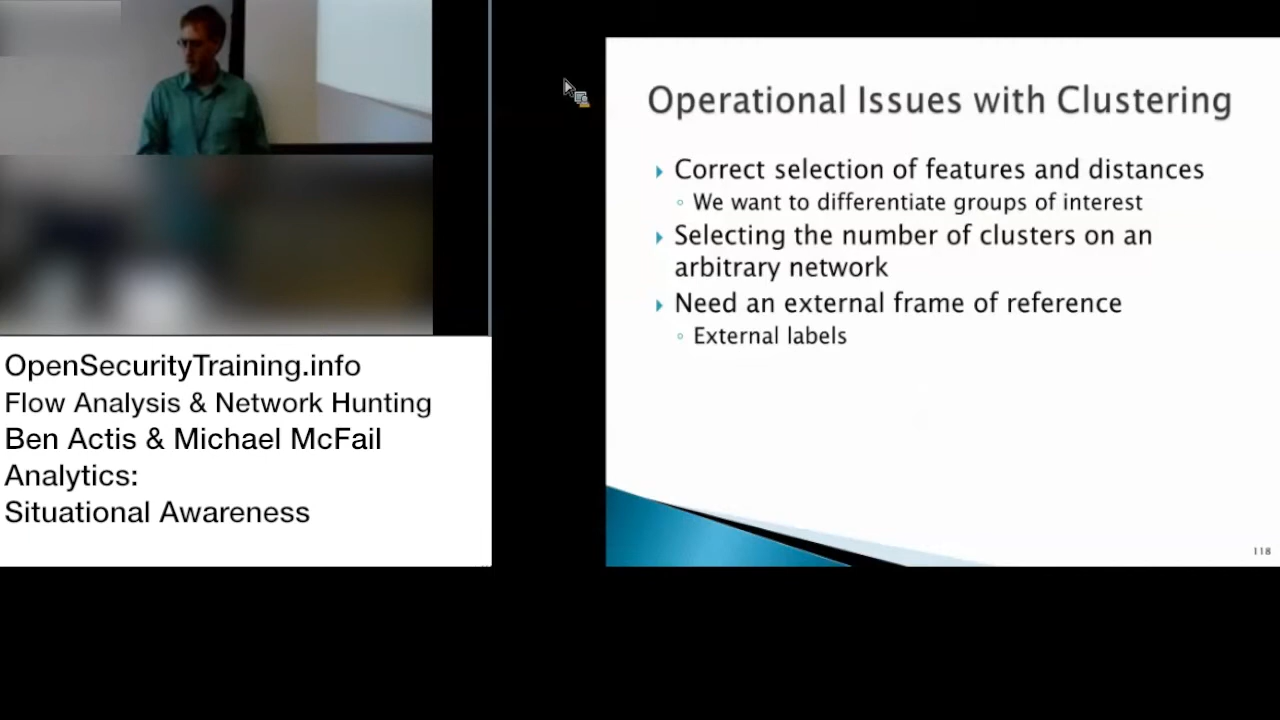 OpenSecurityTraining.info
Flow Analysis & Network Hunting
Ben Actis & Michael McFail
Analytics:
Situational Awareness
Operational Issues with Clustering
Correct selection of features and distances
We want to differentiate groups of interest
Selecting the number of clusters on an
arbitrary network
Need an external frame of reference
External labels
118